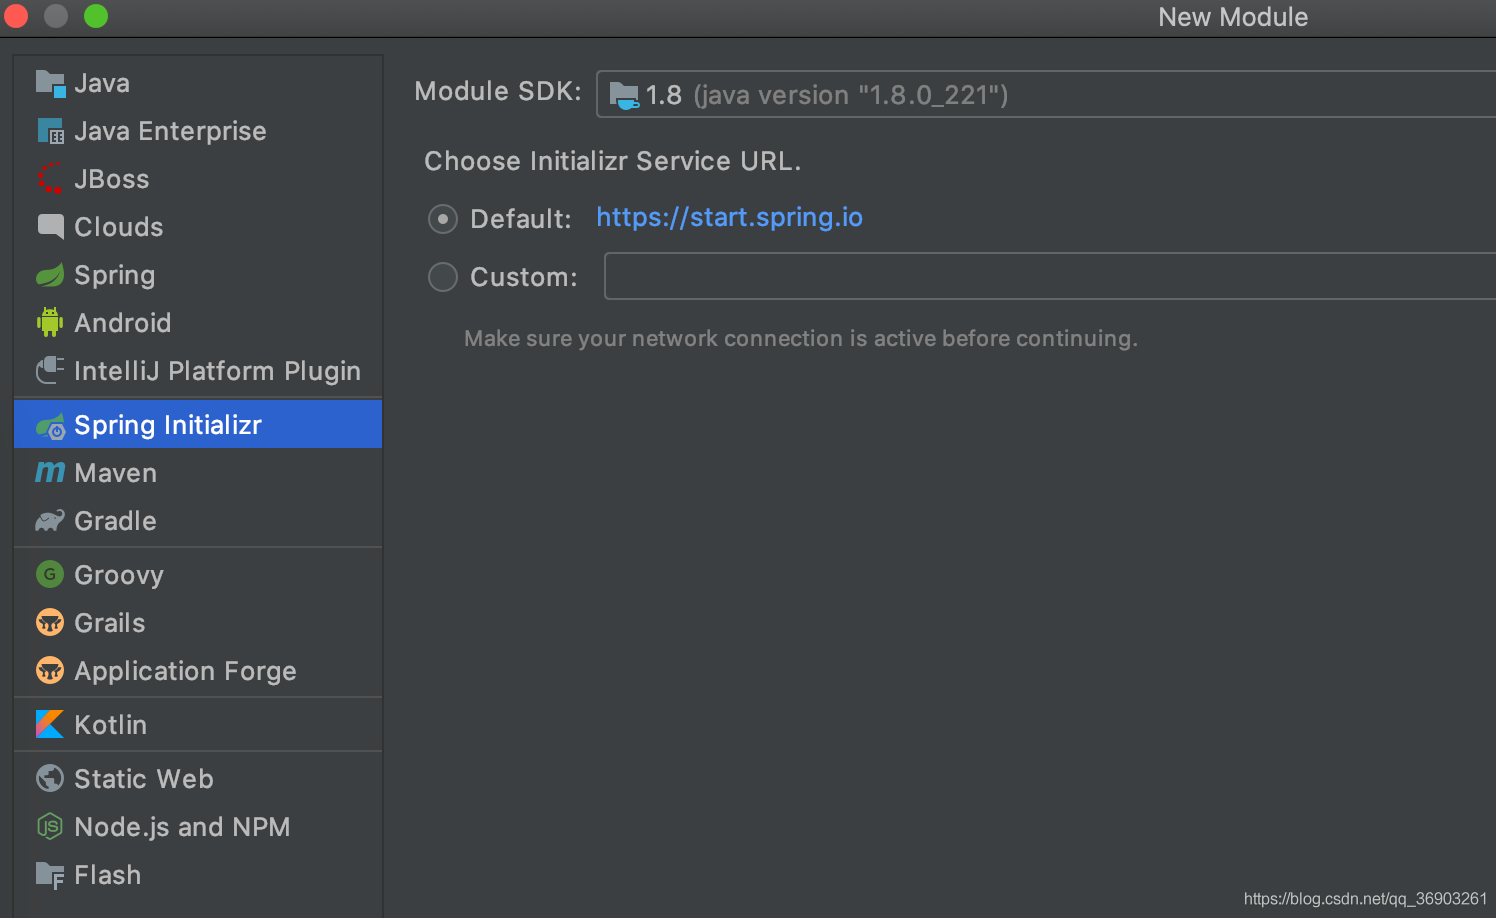 New Module
Java
Java Enterprise
JBoss
Clouds
Spring
Android
IntelliJ Platform Plugin
Spring Initializr
Maven
Gradle
G Groovy
Grails
Application Forge
Kotlin
Static Web
Node.js and NPM
Flash
Module SDK: 1.8 (java version "1.8.0_221")
Choose Initializr Service URL.
Default: https://start.spring.io
Custom:
Make sure your network connection is active before continuing.
https://blog.csdn.net/qq_36903261